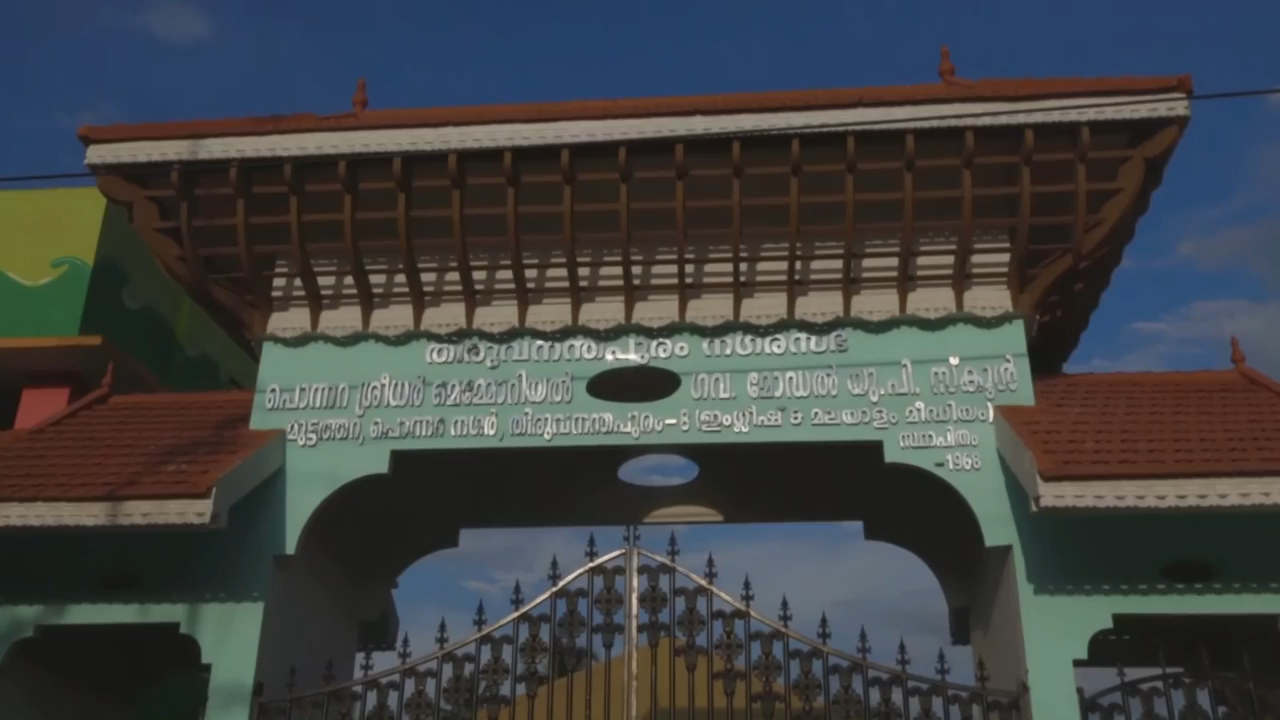 തിരുവനന്തപുരം നഗരസഭ
പൊന്നറ ശ്രീധർ മെമ്മോറിയൽ ഗവ. മോഡൽ യു.പി. സ്കൂൾ
മുട്ടത്തറ, പൊന്നറ നഗർ, തിരുവനന്തപുരം-8 (ഇംഗ്ലീഷ് & മലയാളം മീഡിയം)
സ്ഥാപിതം
-1968